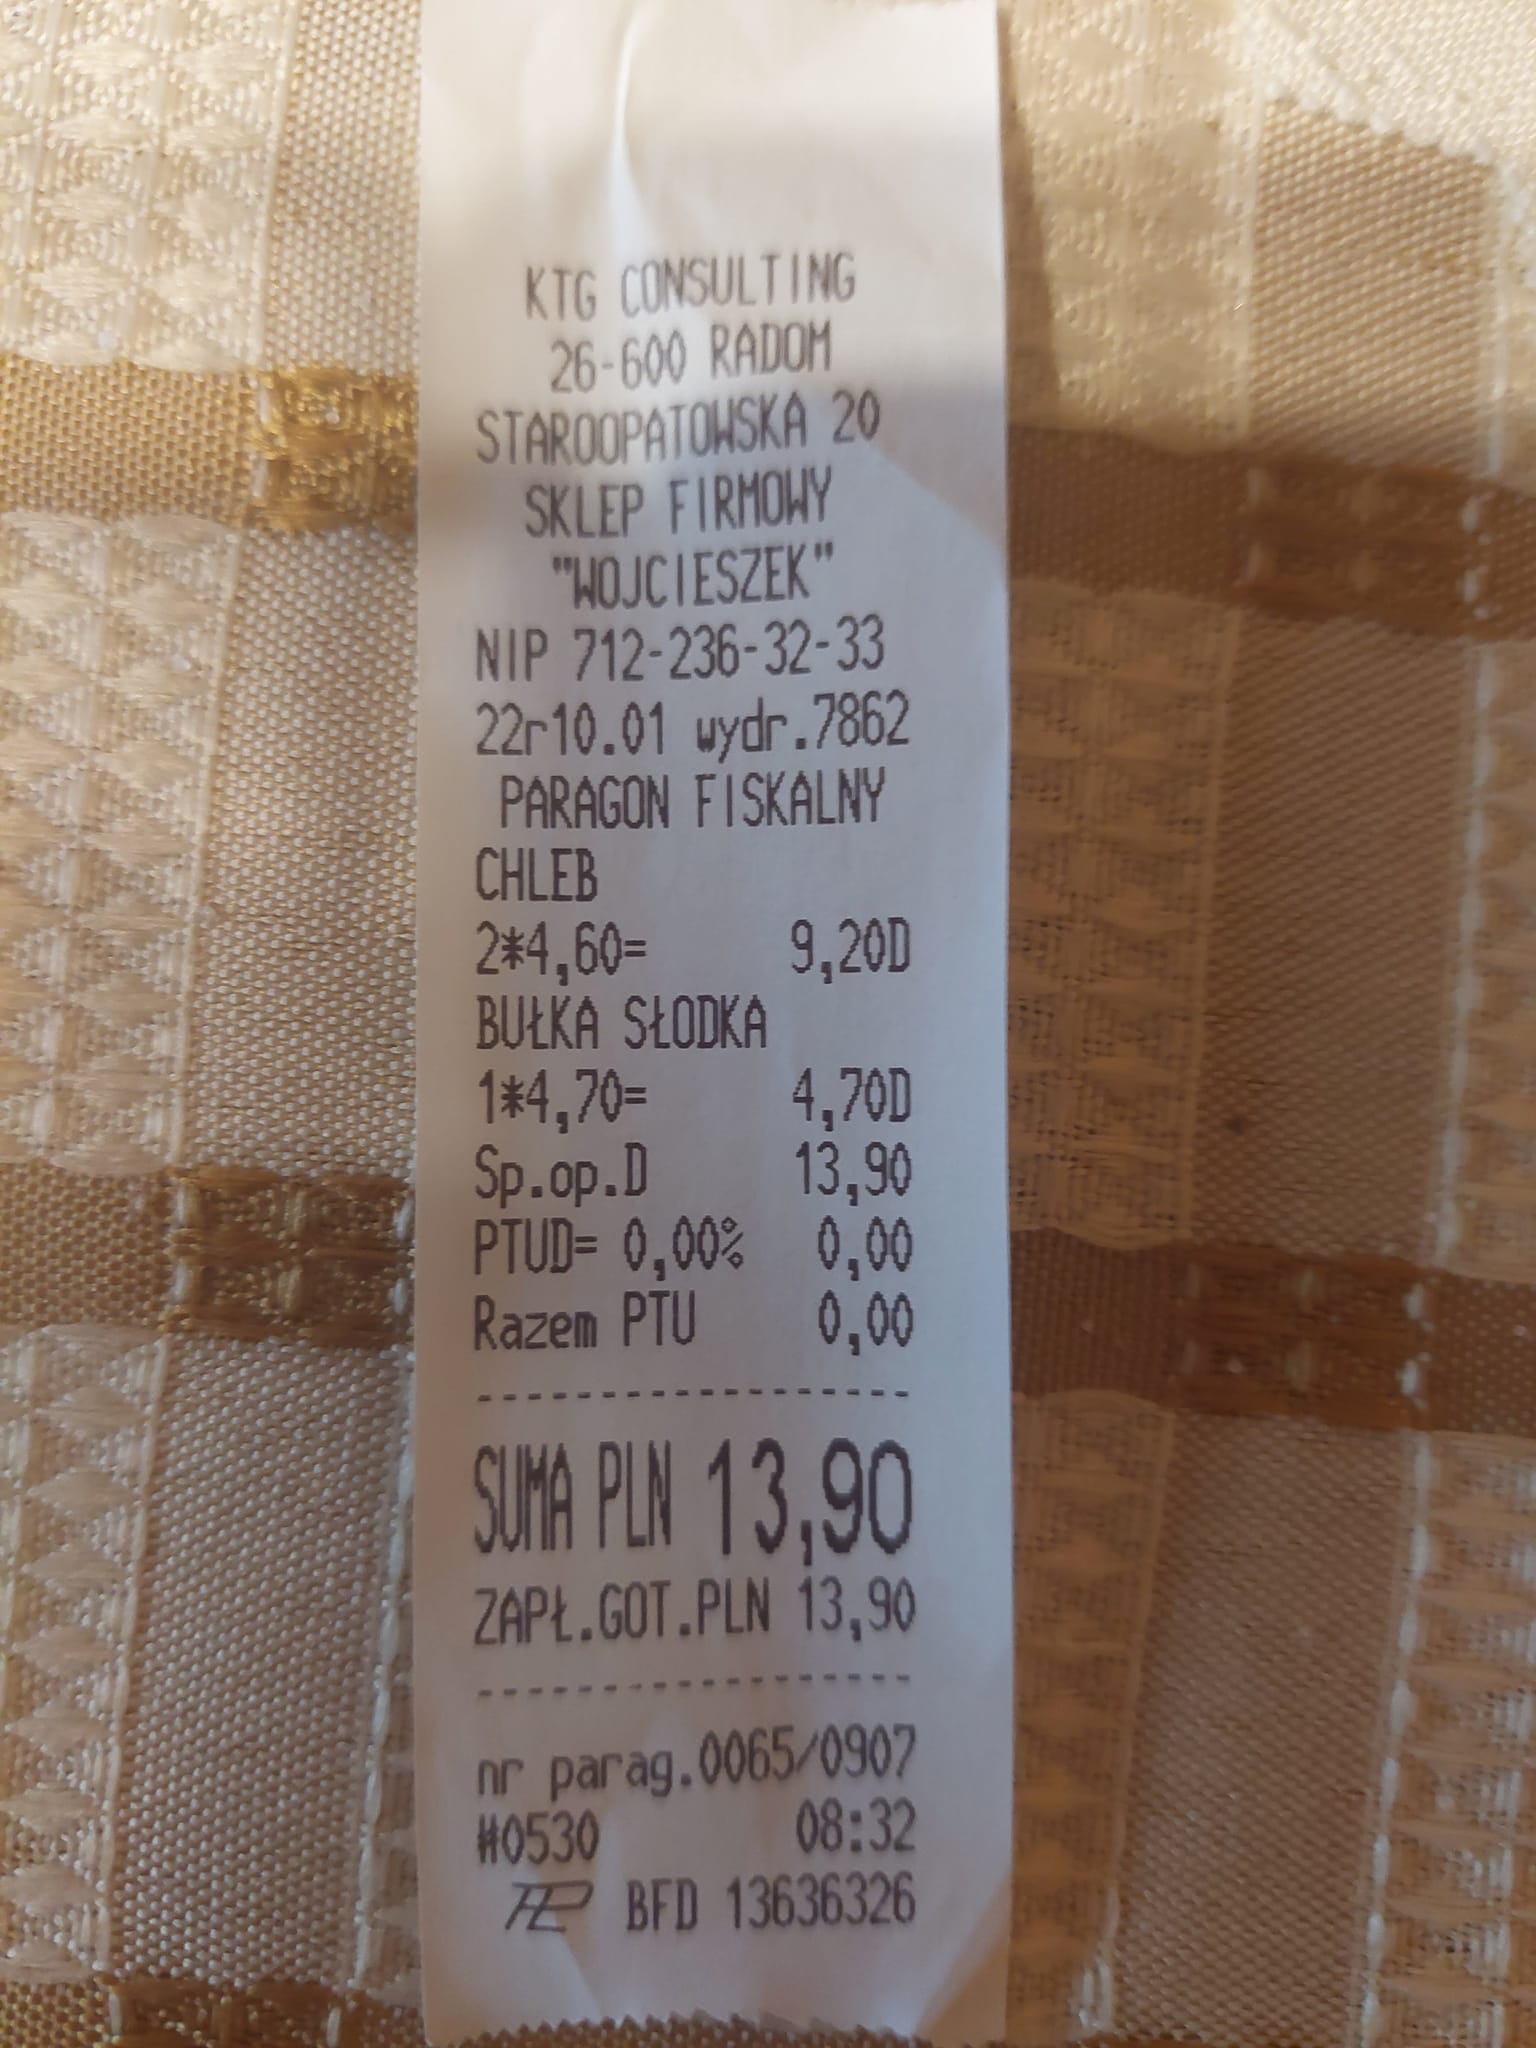 KTG CONSULTING
26-600 RADOM
STAROOPATOWSKA 20
SKLEP FIRMOWY
"WOJCIESZEK"
NIP 712-236-32-33
22r10.01 wydr.7862
PARAGON FISKALNY
CHLEB
2*4,60= 9,20D
BUŁKA SŁODKA
1*4,70= 4,70D
Sp.op.D 13,90
PTUD= 0,00% 0,00
Razem PTU 0,00
------------------
SUMA PLN 13,90
ZAPŁ.GOT.PLN 13,90
------------------
nr parag.0065/0907
#0530 08:32
BFD 13636326